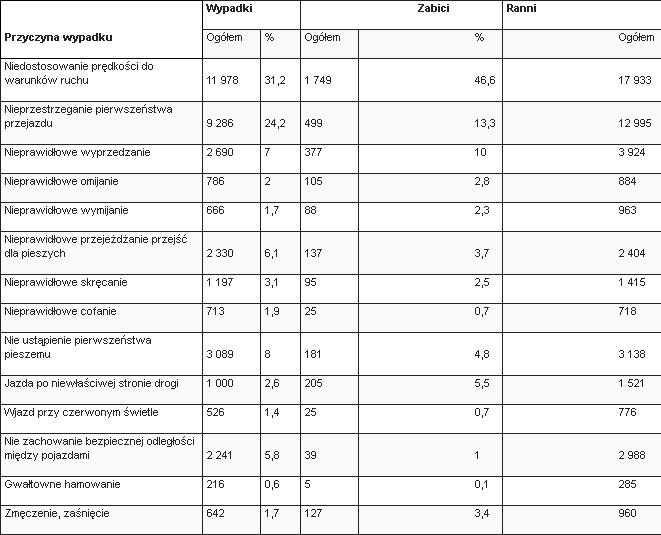 Wypadki Zabici Ranni
Przyczyna wypadku Ogółem % Ogółem % Ogółem
Niedostosowanie prędkości do
warunków ruchu 11 978 31,2 1 749 46,6 17 933
Nieprzestrzeganie pierwszeństwa
przejazdu 9 286 24,2 499 13,3 12 995
Nieprawidłowe wyprzedzanie 2 690 7 377 10 3 924
Nieprawidłowe omijanie 786 2 105 2,8 884
Nieprawidłowe wymijanie 666 1,7 88 2,3 963
Nieprawidłowe przejeżdżanie przejść
dla pieszych 2 330 6,1 137 3,7 2 404
Nieprawidłowe skręcanie 1 197 3,1 95 2,5 1 415
Nieprawidłowe cofanie 713 1,9 25 0,7 718
Nie ustąpienie pierwszeństwa
pieszemu 3 089 8 181 4,8 3 138
Jazda po niewłaściwej stronie drogi 1 000 2,6 205 5,5 1 521
Wjazd przy czerwonym świetle 526 1,4 25 0,7 776
Nie zachowanie bezpiecznej odległości
między pojazdami 2 241 5,8 39 1 2 988
Gwałtowne hamowanie 216 0,6 5 0,1 285
Zmęczenie, zaśnięcie 642 1,7 127 3,4 960